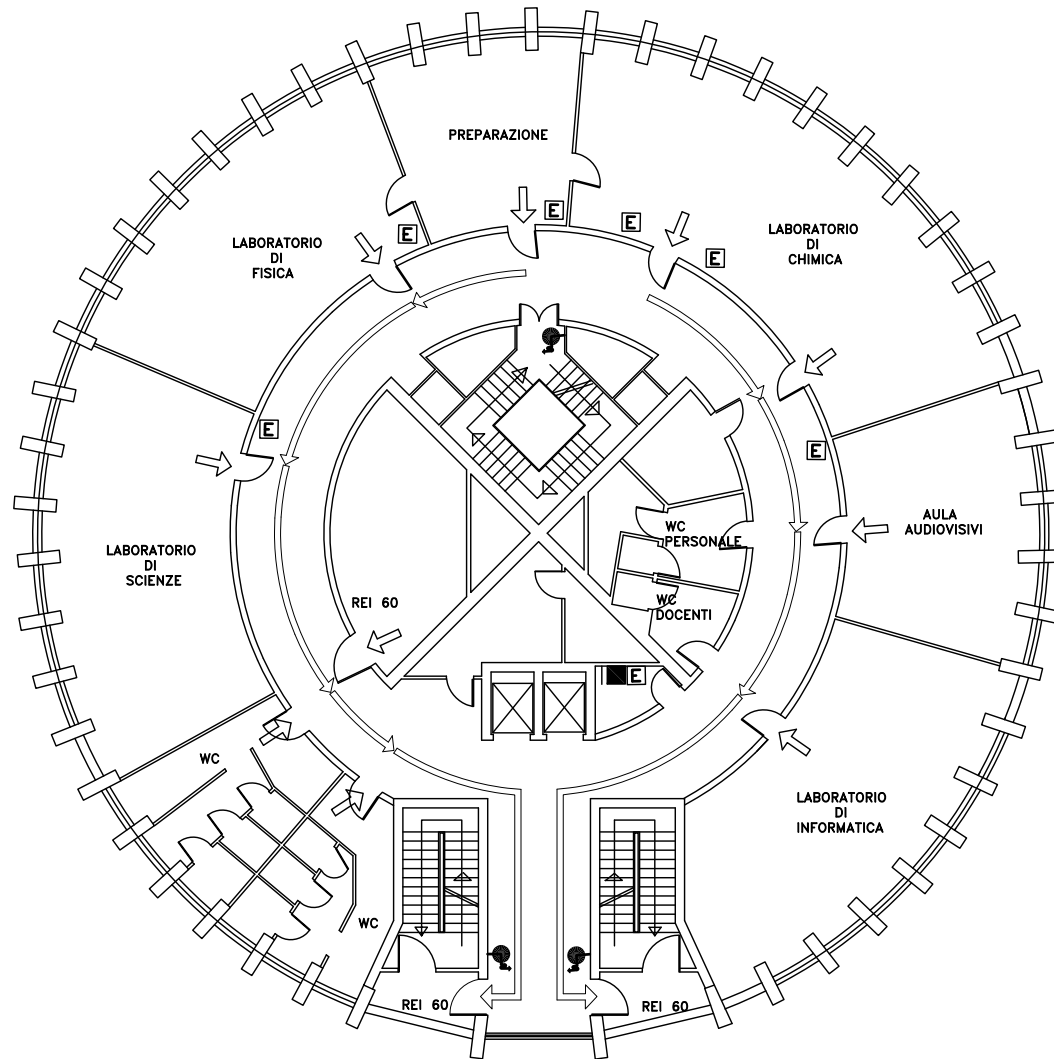 PREPARAZIONE
E
E
E
E
LABORATORIO
DI
FISICA
LABORATORIO
DI
CHIMICA
E
E
AULA
AUDIOVISIVI
WC
PERSONALE
LABORATORIO
DI
SCIENZE
REI 60
WC
DOCENTI
E
WC
LABORATORIO
DI
INFORMATICA
WC
REI 60
REI 60